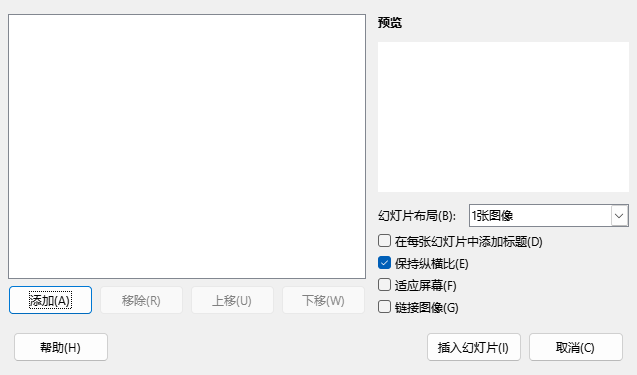 预览
幻灯片布局(B): 1张图像
在每张幻灯片中添加标题(D)
保持纵横比(E)
适应屏幕(F)
链接图像(G)
添加(A) 移除(R) 上移(U) 下移(W)
帮助(H) 插入幻灯片(I) 取消(C)